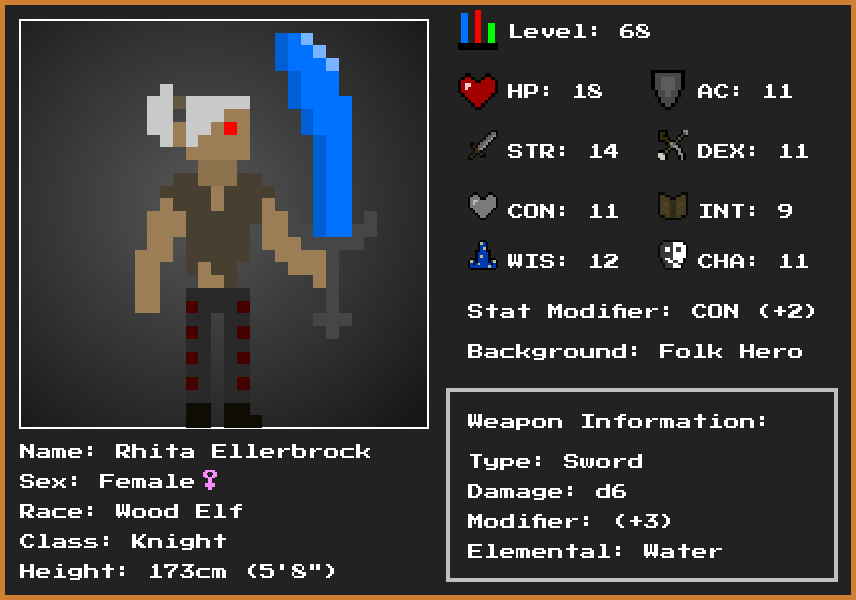 Level: 68
HP: 18 AC: 11
STR: 14 DEX: 11
CON: 11 INT: 9
WIS: 12 CHA: 11
Stat Modifier: CON (+2)
Background: Folk Hero
Weapon Information:
Type: Sword
Damage: d6
Modifier: (+3)
Elemental: Water
Name: Rhita Ellerbrock
Sex: Female♀
Race: Wood Elf
Class: Knight
Height: 173cm (5'8")